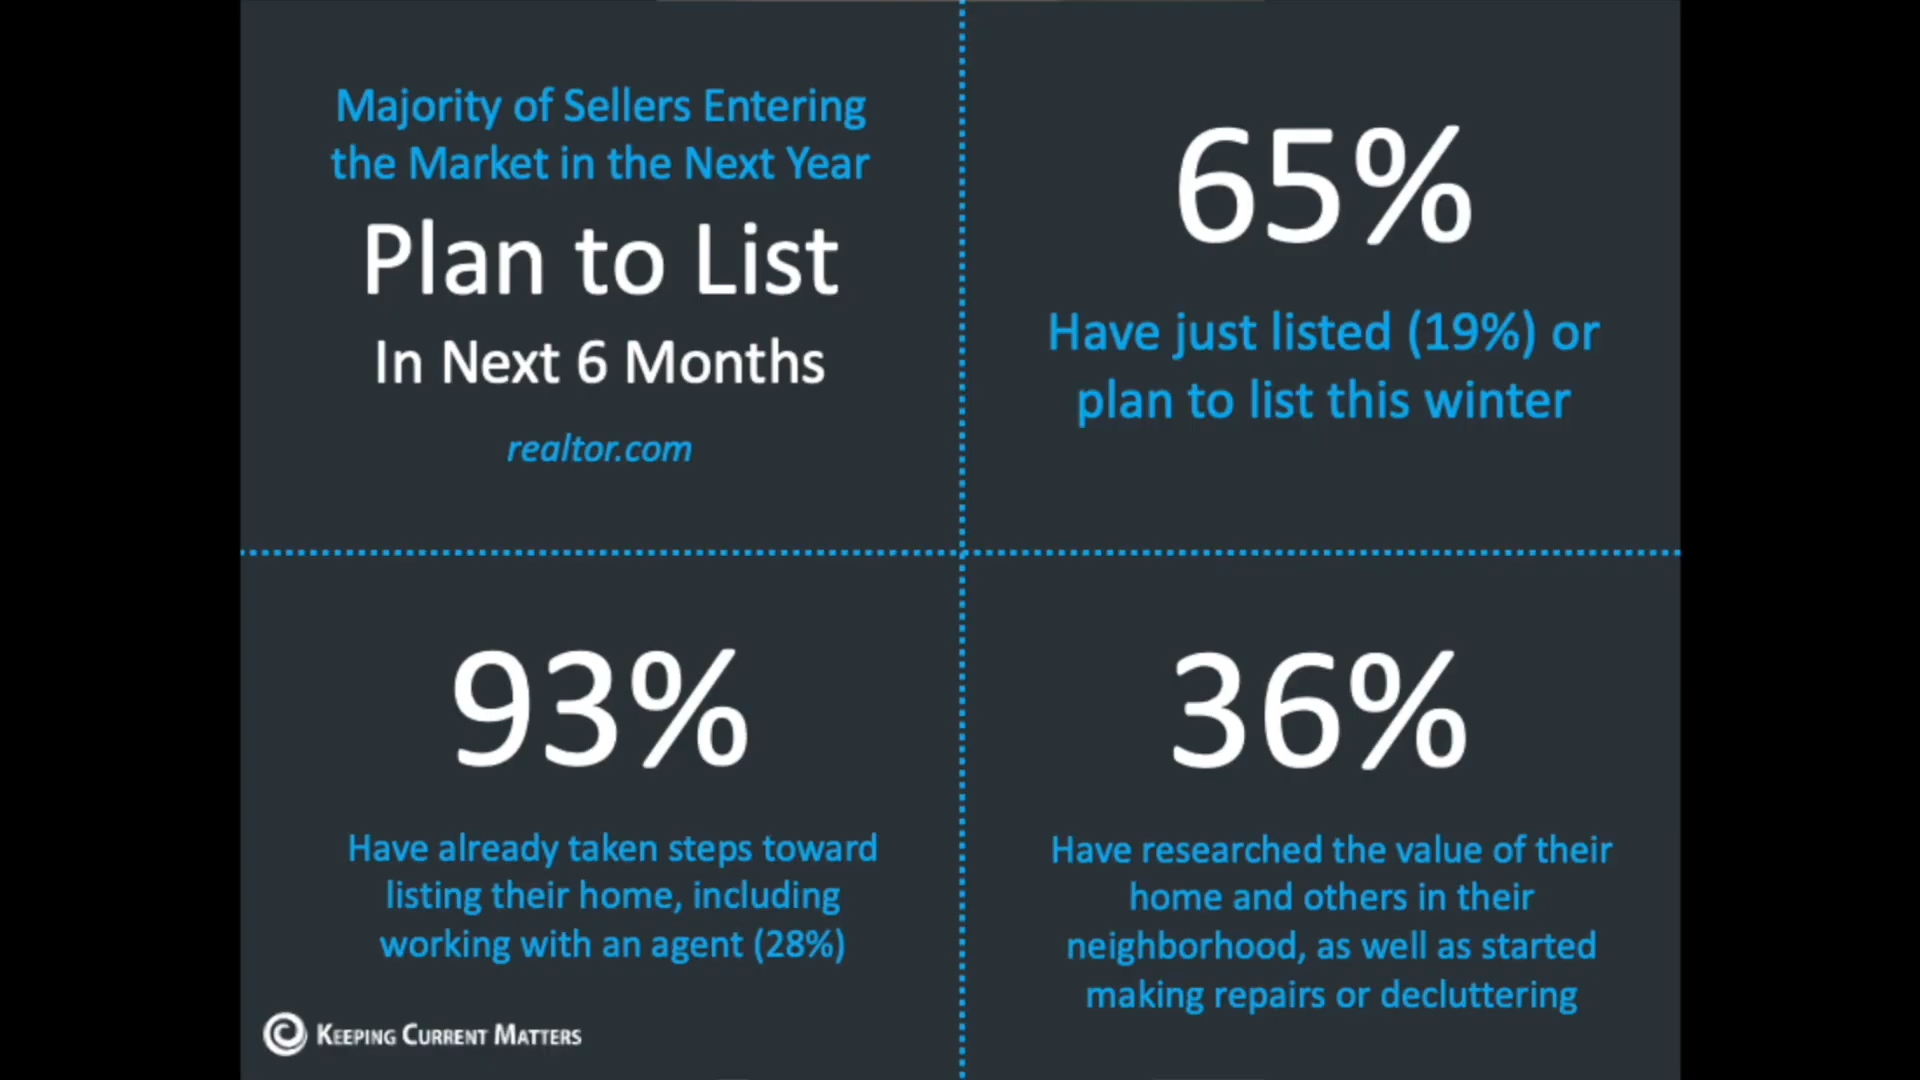 Majority of Sellers Entering
the Market in the Next Year
Plan to List
In Next 6 Months
realtor.com
65%
Have just listed (19%) or
plan to list this winter
93%
Have already taken steps toward
listing their home, including
working with an agent (28%)
36%
Have researched the value of their
home and others in their
neighborhood, as well as started
making repairs or decluttering
KEEPING CURRENT MATTERS